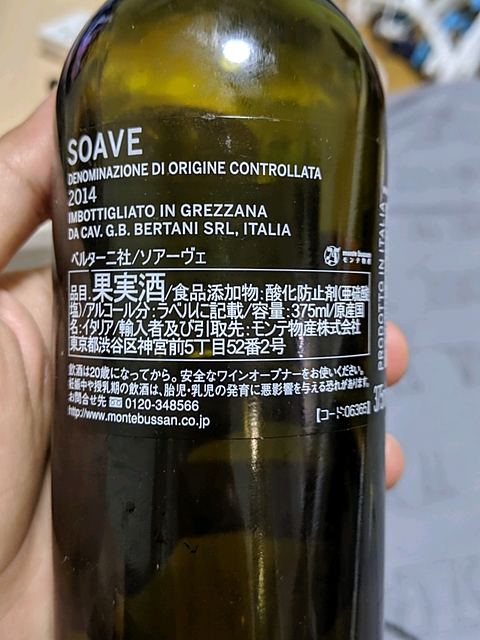 SOAVE
DENOMINAZIONE DI ORIGINE CONTROLLATA
2014
IMBOTTIGLIATO IN GREZZANA
DA CAV. G.B. BERTANI SRL, ITALIA
ベルターニ社/ソアーヴェ
モンテ物産
品目:果実酒/食品添加物:酸化防止剤(亜硫酸
塩)/アルコール分:ラベルに記載/容量:375ml/原産国
名:イタリア/輸入者及び引取先:モンテ物産株式会社
東京都渋谷区神宮前5丁目52番2号
飲酒は20歳になってから。安全なワインオープナーをお使いください。
妊娠中や授乳期の飲酒は、胎児・乳児の発育に悪影響を与える恐れがあります。
お問合せ先 0120-348566
http://www.montebussan.co.jp
【コード:06365】
PRODOTTO IN ITALIA